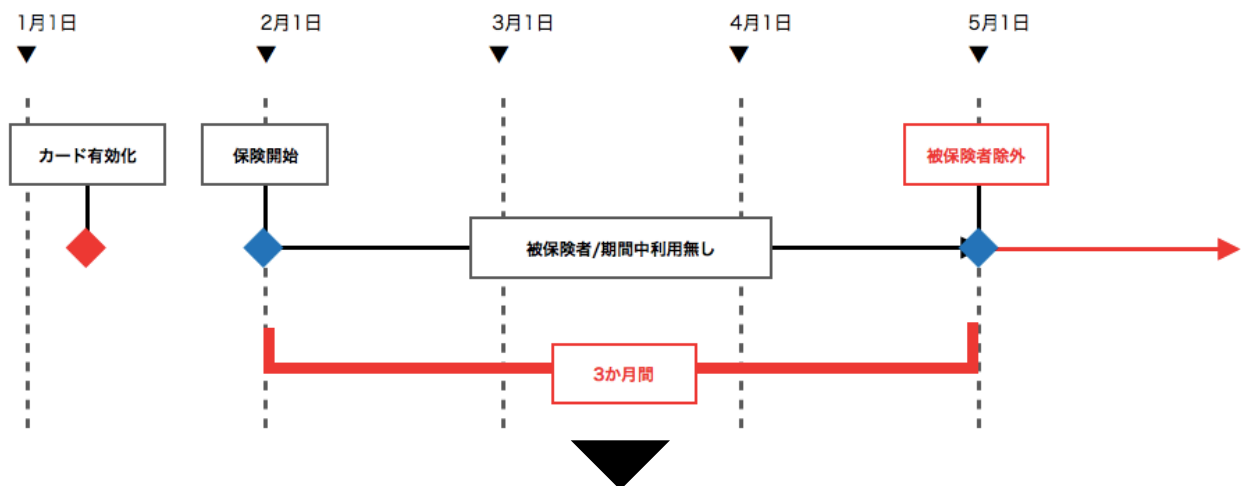 1月1日
2月1日
3月1日
4月1日
5月1日
カード有効化
保険開始
被保険者除外
被保険者/期間中利用無し
3か月間